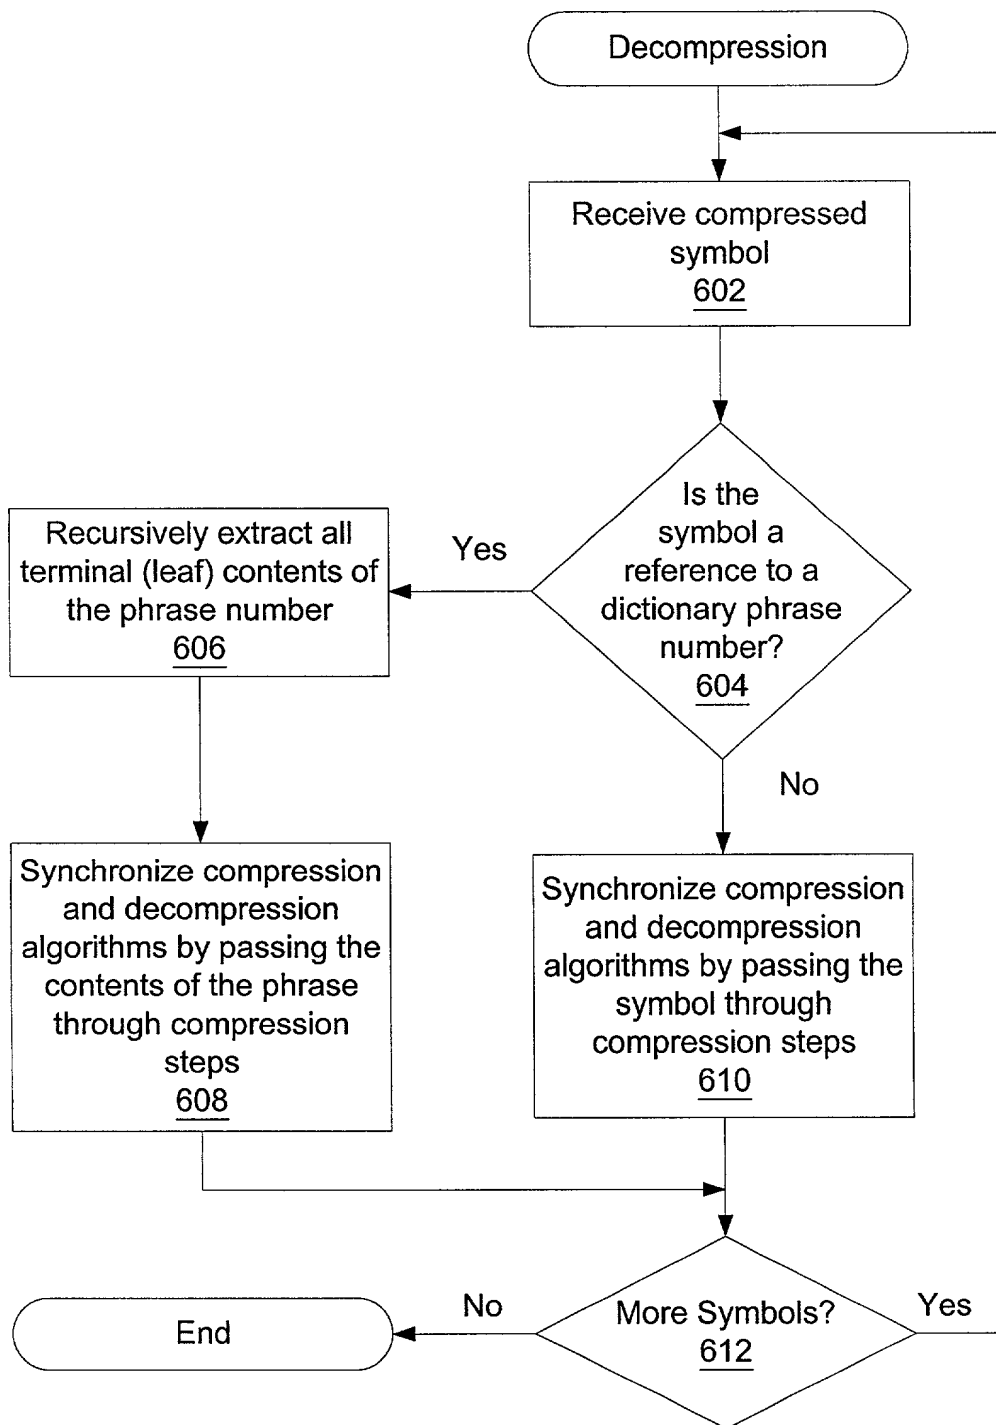 Decompression
Receive compressed
symbol
602
Is the
symbol a
reference to a
dictionary phrase
number?
604
Yes
Recursively extract all
terminal (leaf) contents of
the phrase number
606
No
Synchronize compression
and decompression
algorithms by passing the
contents of the phrase
through compression
steps
608
Synchronize compression
and decompression
algorithms by passing the
symbol through
compression steps
610
More Symbols?
612
Yes
No
End